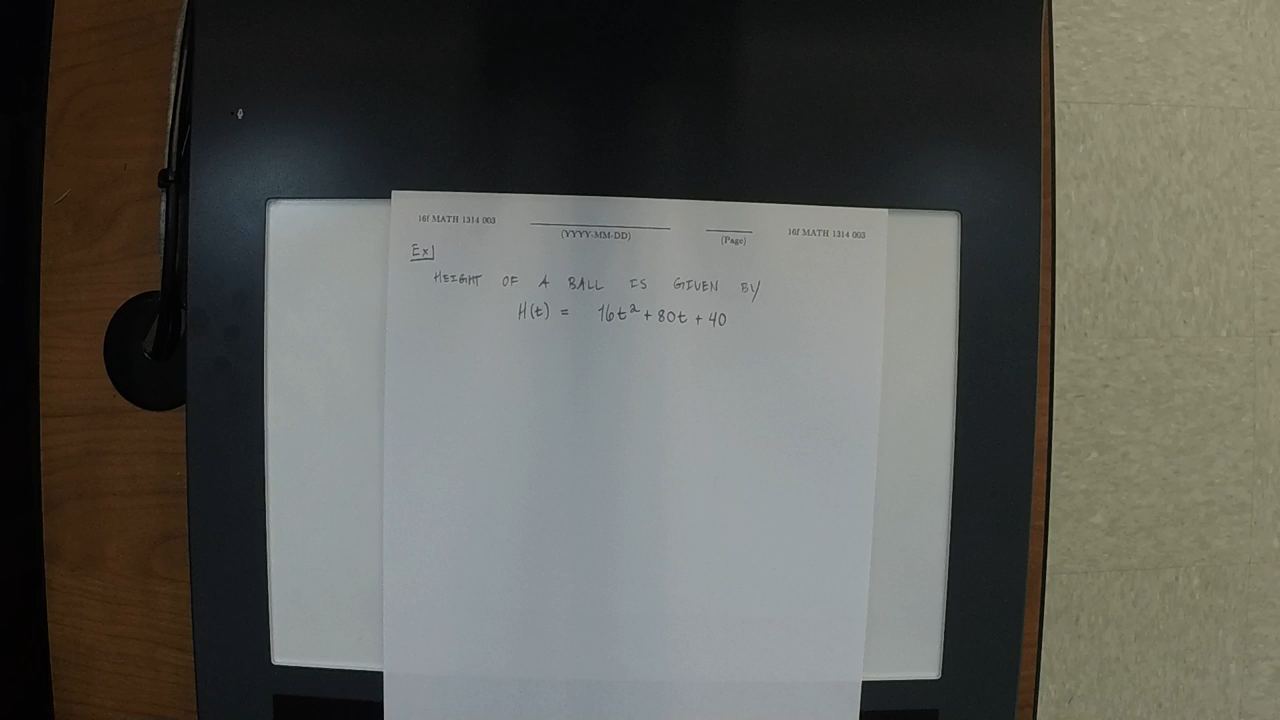 16f MATH 1314 003
(YYYY-MM-DD)
(Page)
16f MATH 1314 003
Ex]
HEIGHT OF A BALL IS GIVEN BY
H(t) = 16t² + 80t + 40